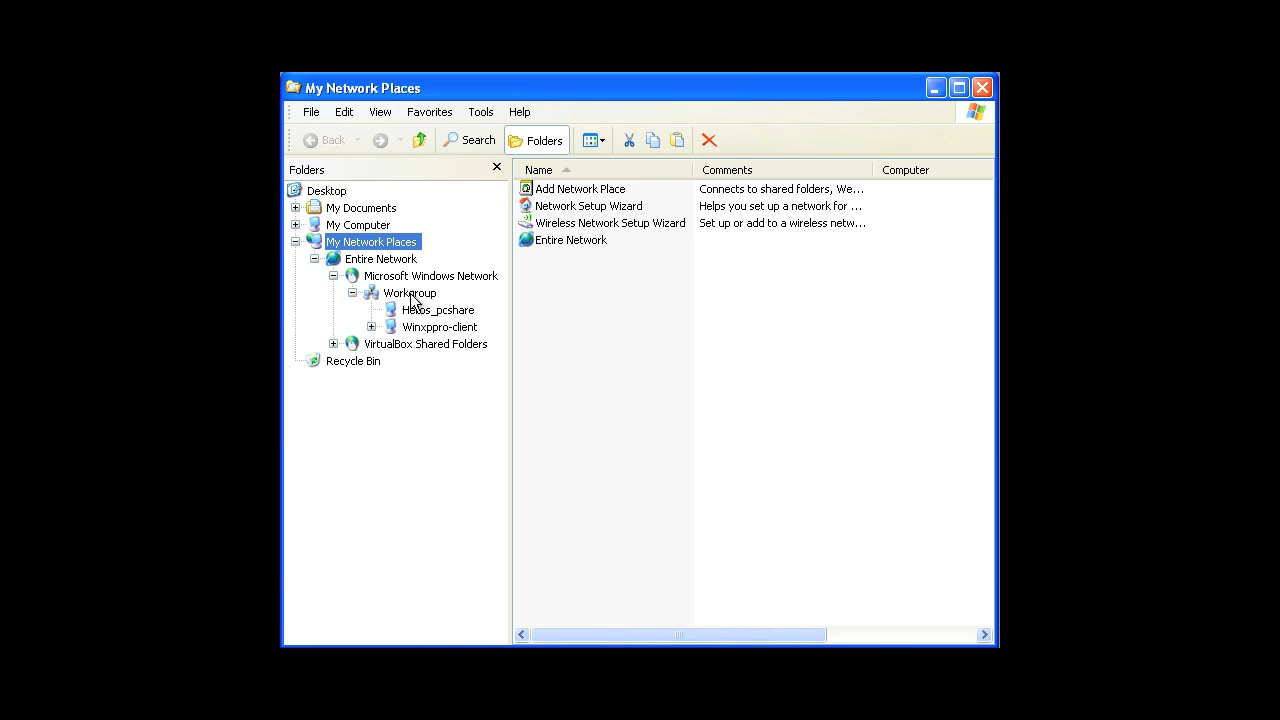 My Network Places
File Edit View Favorites Tools Help
Back Search Folders
Folders
Name Comments Computer
Desktop
My Documents
My Computer
My Network Places
Entire Network
Microsoft Windows Network
Workgroup
Winxppro-client
VirtualBox Shared Folders
Recycle Bin
Add Network Place Connects to shared folders, We...
Network Setup Wizard Helps you set up a network for ...
Wireless Network Setup Wizard Set up or add to a wireless netw...
Entire Network